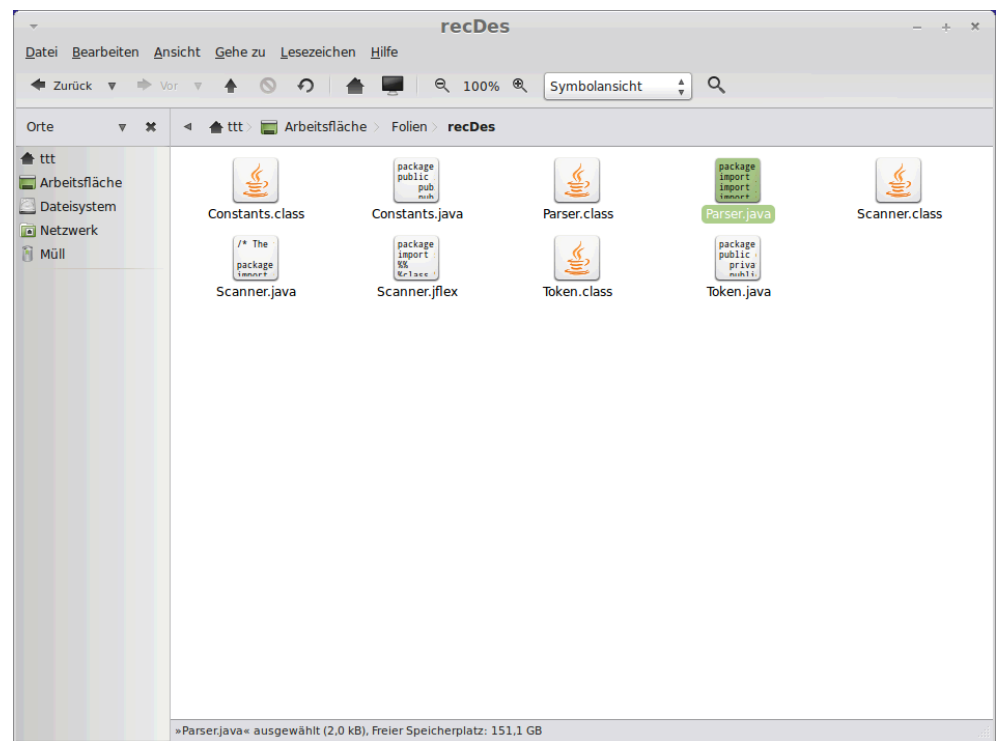 recDes
Datei Bearbeiten Ansicht Gehe zu Lesezeichen Hilfe
Zurück Vor 100% Symbolansicht
Orte
ttt Arbeitsfläche Folien recDes
ttt
Arbeitsfläche
Dateisystem
Netzwerk
Müll
package
public
pub
package
import
import
Constants.class Constants.java Parser.class Parser.java Scanner.class
/* The
package
import
package
import
%%
%class
package
public
priva
publi
Scanner.java Scanner.jflex Token.class Token.java
»Parser.java« ausgewählt (2,0 kB), Freier Speicherplatz: 151,1 GB